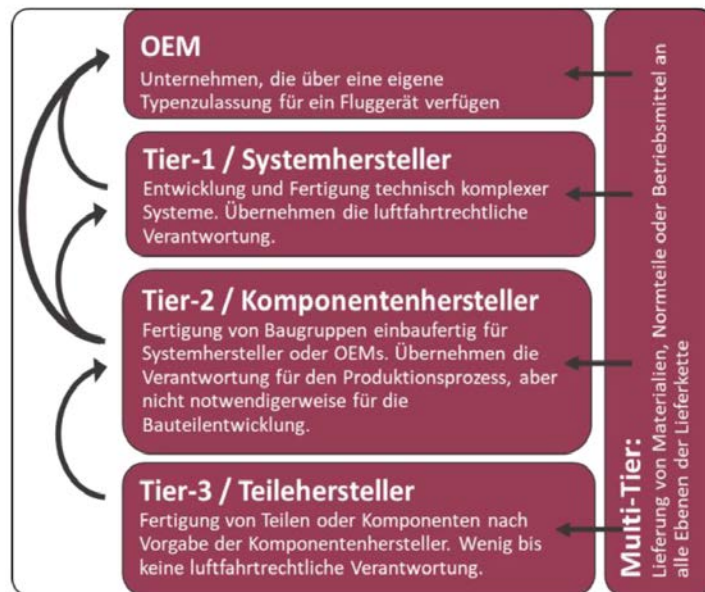 OEM
Unternehmen, die über eine eigene
Typenzulassung für ein Fluggerät verfügen
Tier-1 / Systemhersteller
Entwicklung und Fertigung technisch komplexer
Systeme. Übernehmen die luftfahrtrechtliche
Verantwortung.
Tier-2 / Komponentenhersteller
Fertigung von Baugruppen einbaufertig für
Systemhersteller oder OEMs. Übernehmen die
Verantwortung für den Produktionsprozess, aber
nicht notwendigerweise für die
Bauteilentwicklung.
Tier-3 / Teilehersteller
Fertigung von Teilen oder Komponenten nach
Vorgabe der Komponentenhersteller. Wenig bis
keine luftfahrtrechtliche Verantwortung.
Multi-Tier:
Lieferung von Materialien, Normteile oder Betriebsmittel an
alle Ebenen der Lieferkette